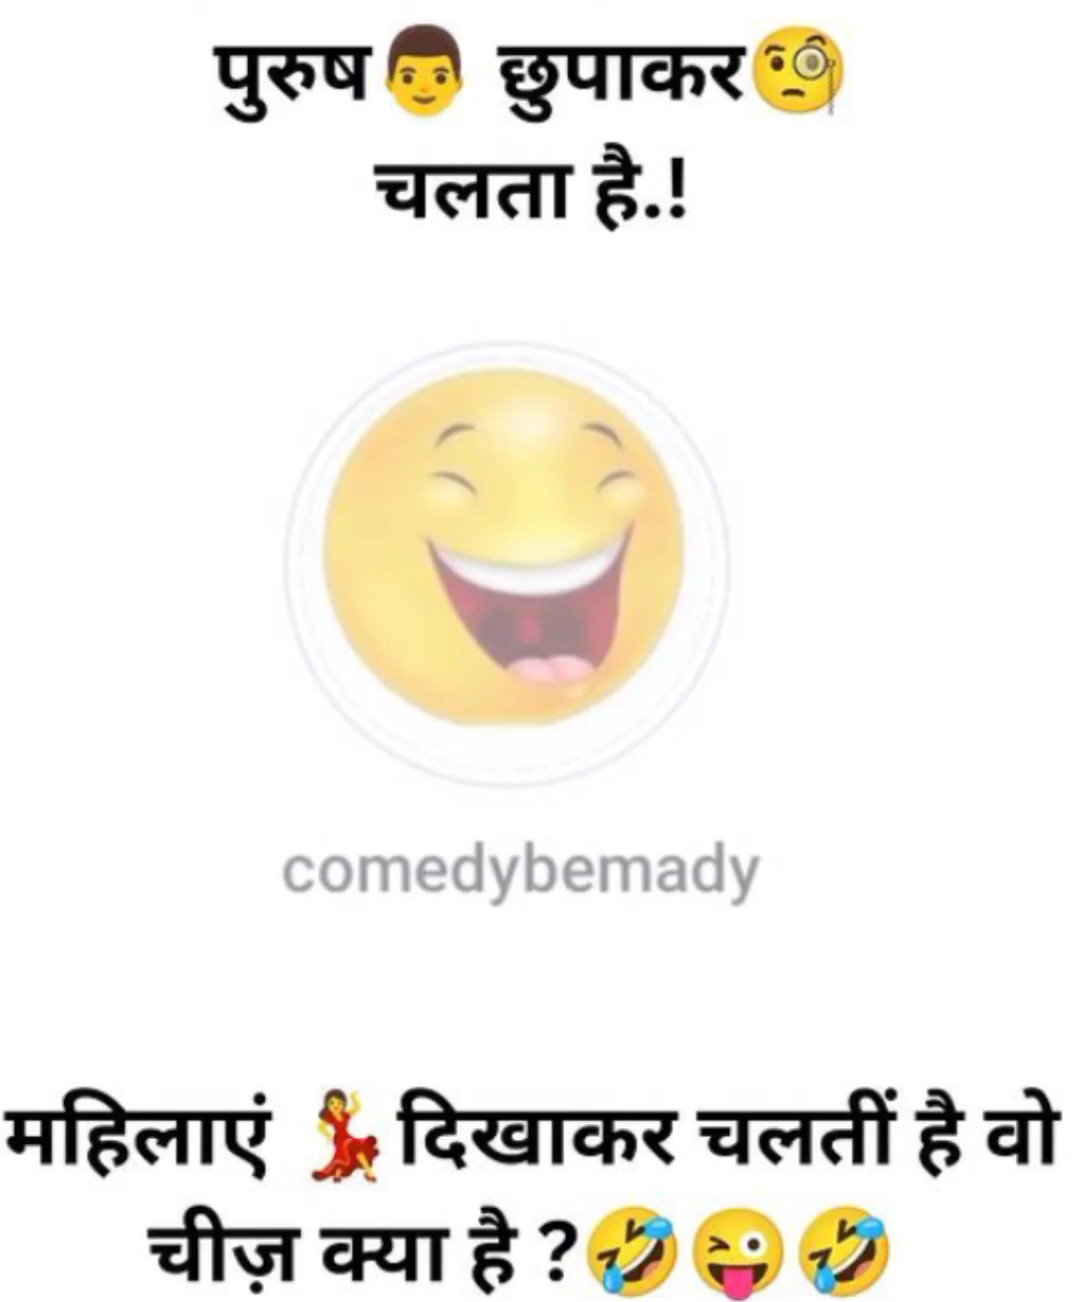 पुरुष👨 छुपाकर🧐
चलता है.!
comedybemady
महिलाएं 💃दिखाकर चलतीं है वो
चीज़ क्या है ?🤣😜🤣